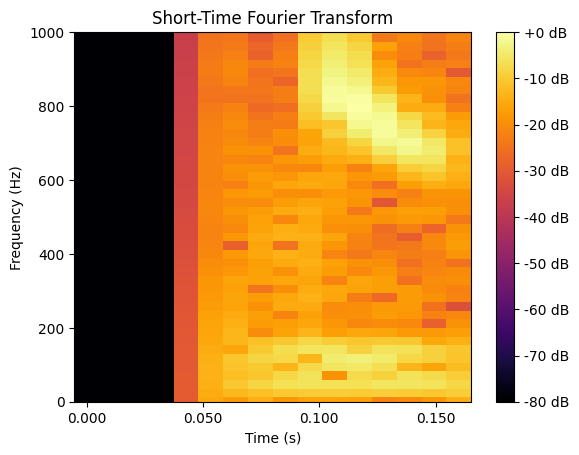 Short-Time Fourier Transform
1000
800
600
400
200
0
Frequency (Hz)
0.000
0.050
0.100
0.150
Time (s)
+0 dB
-10 dB
-20 dB
-30 dB
-40 dB
-50 dB
-60 dB
-70 dB
-80 dB